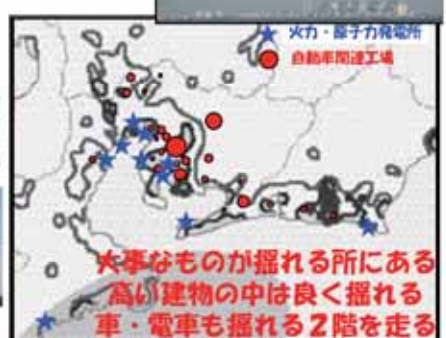 火力・原子力発電所
自動車関連工場
大事なものが揺れる所にある
高い建物の中は良く揺れる
車・電車も揺れる２階を走る